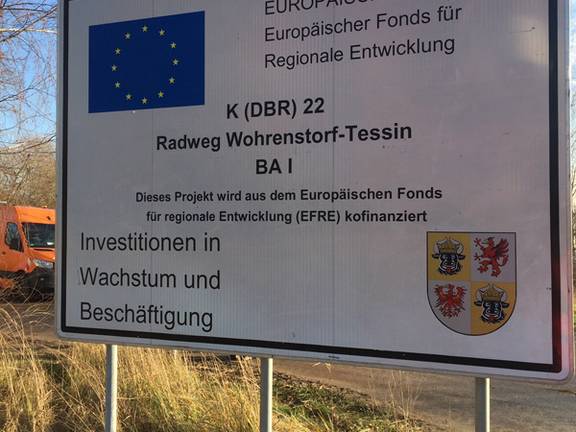 Europäischer Fonds für
Regionale Entwicklung
K (DBR) 22
Radweg Wohrenstorf-Tessin
BA I
Dieses Projekt wird aus dem Europäischen Fonds
für regionale Entwicklung (EFRE) kofinanziert
Investitionen in
Wachstum und
Beschäftigung